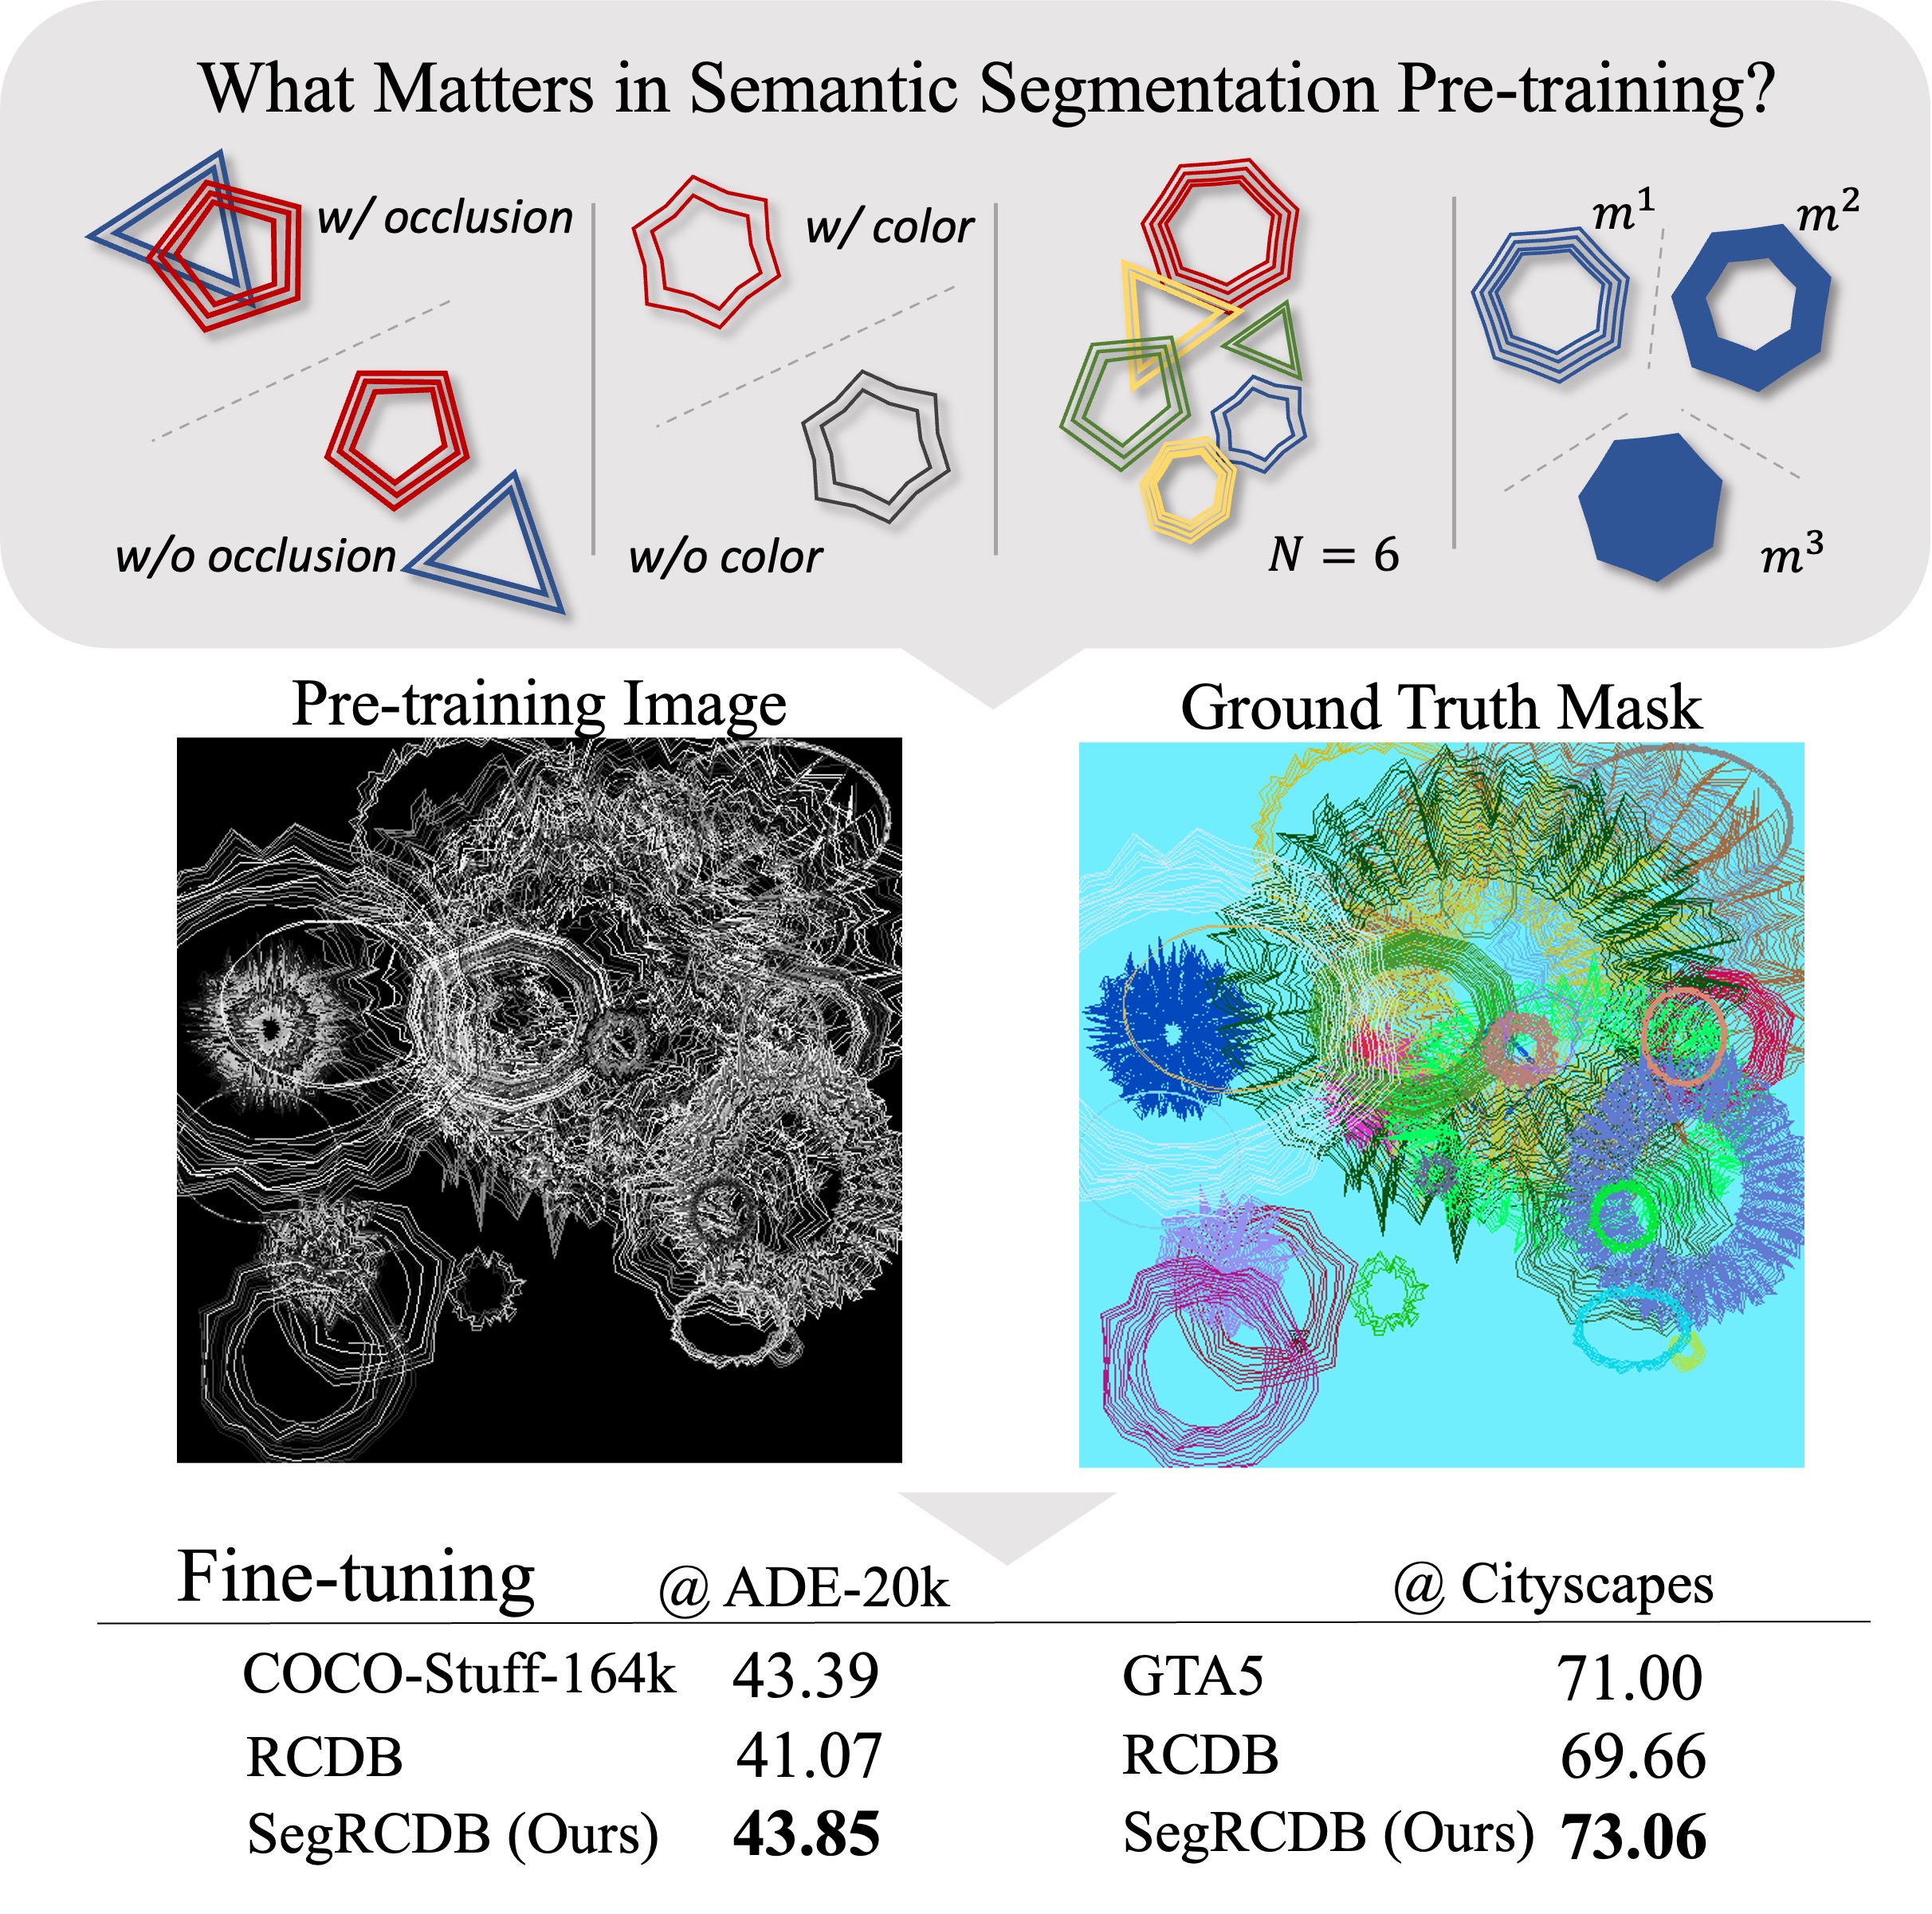 What Matters in Semantic Segmentation Pre-training?
w/ occlusion
w/o occlusion
w/ color
w/o color
N = 6
m¹
m²
m³
Pre-training Image
Ground Truth Mask
Fine-tuning @ ADE-20k @ Cityscapes
COCO-Stuff-164k 43.39 GTA5 71.00
RCDB 41.07 RCDB 69.66
SegRCDB (Ours) 43.85 SegRCDB (Ours) 73.06